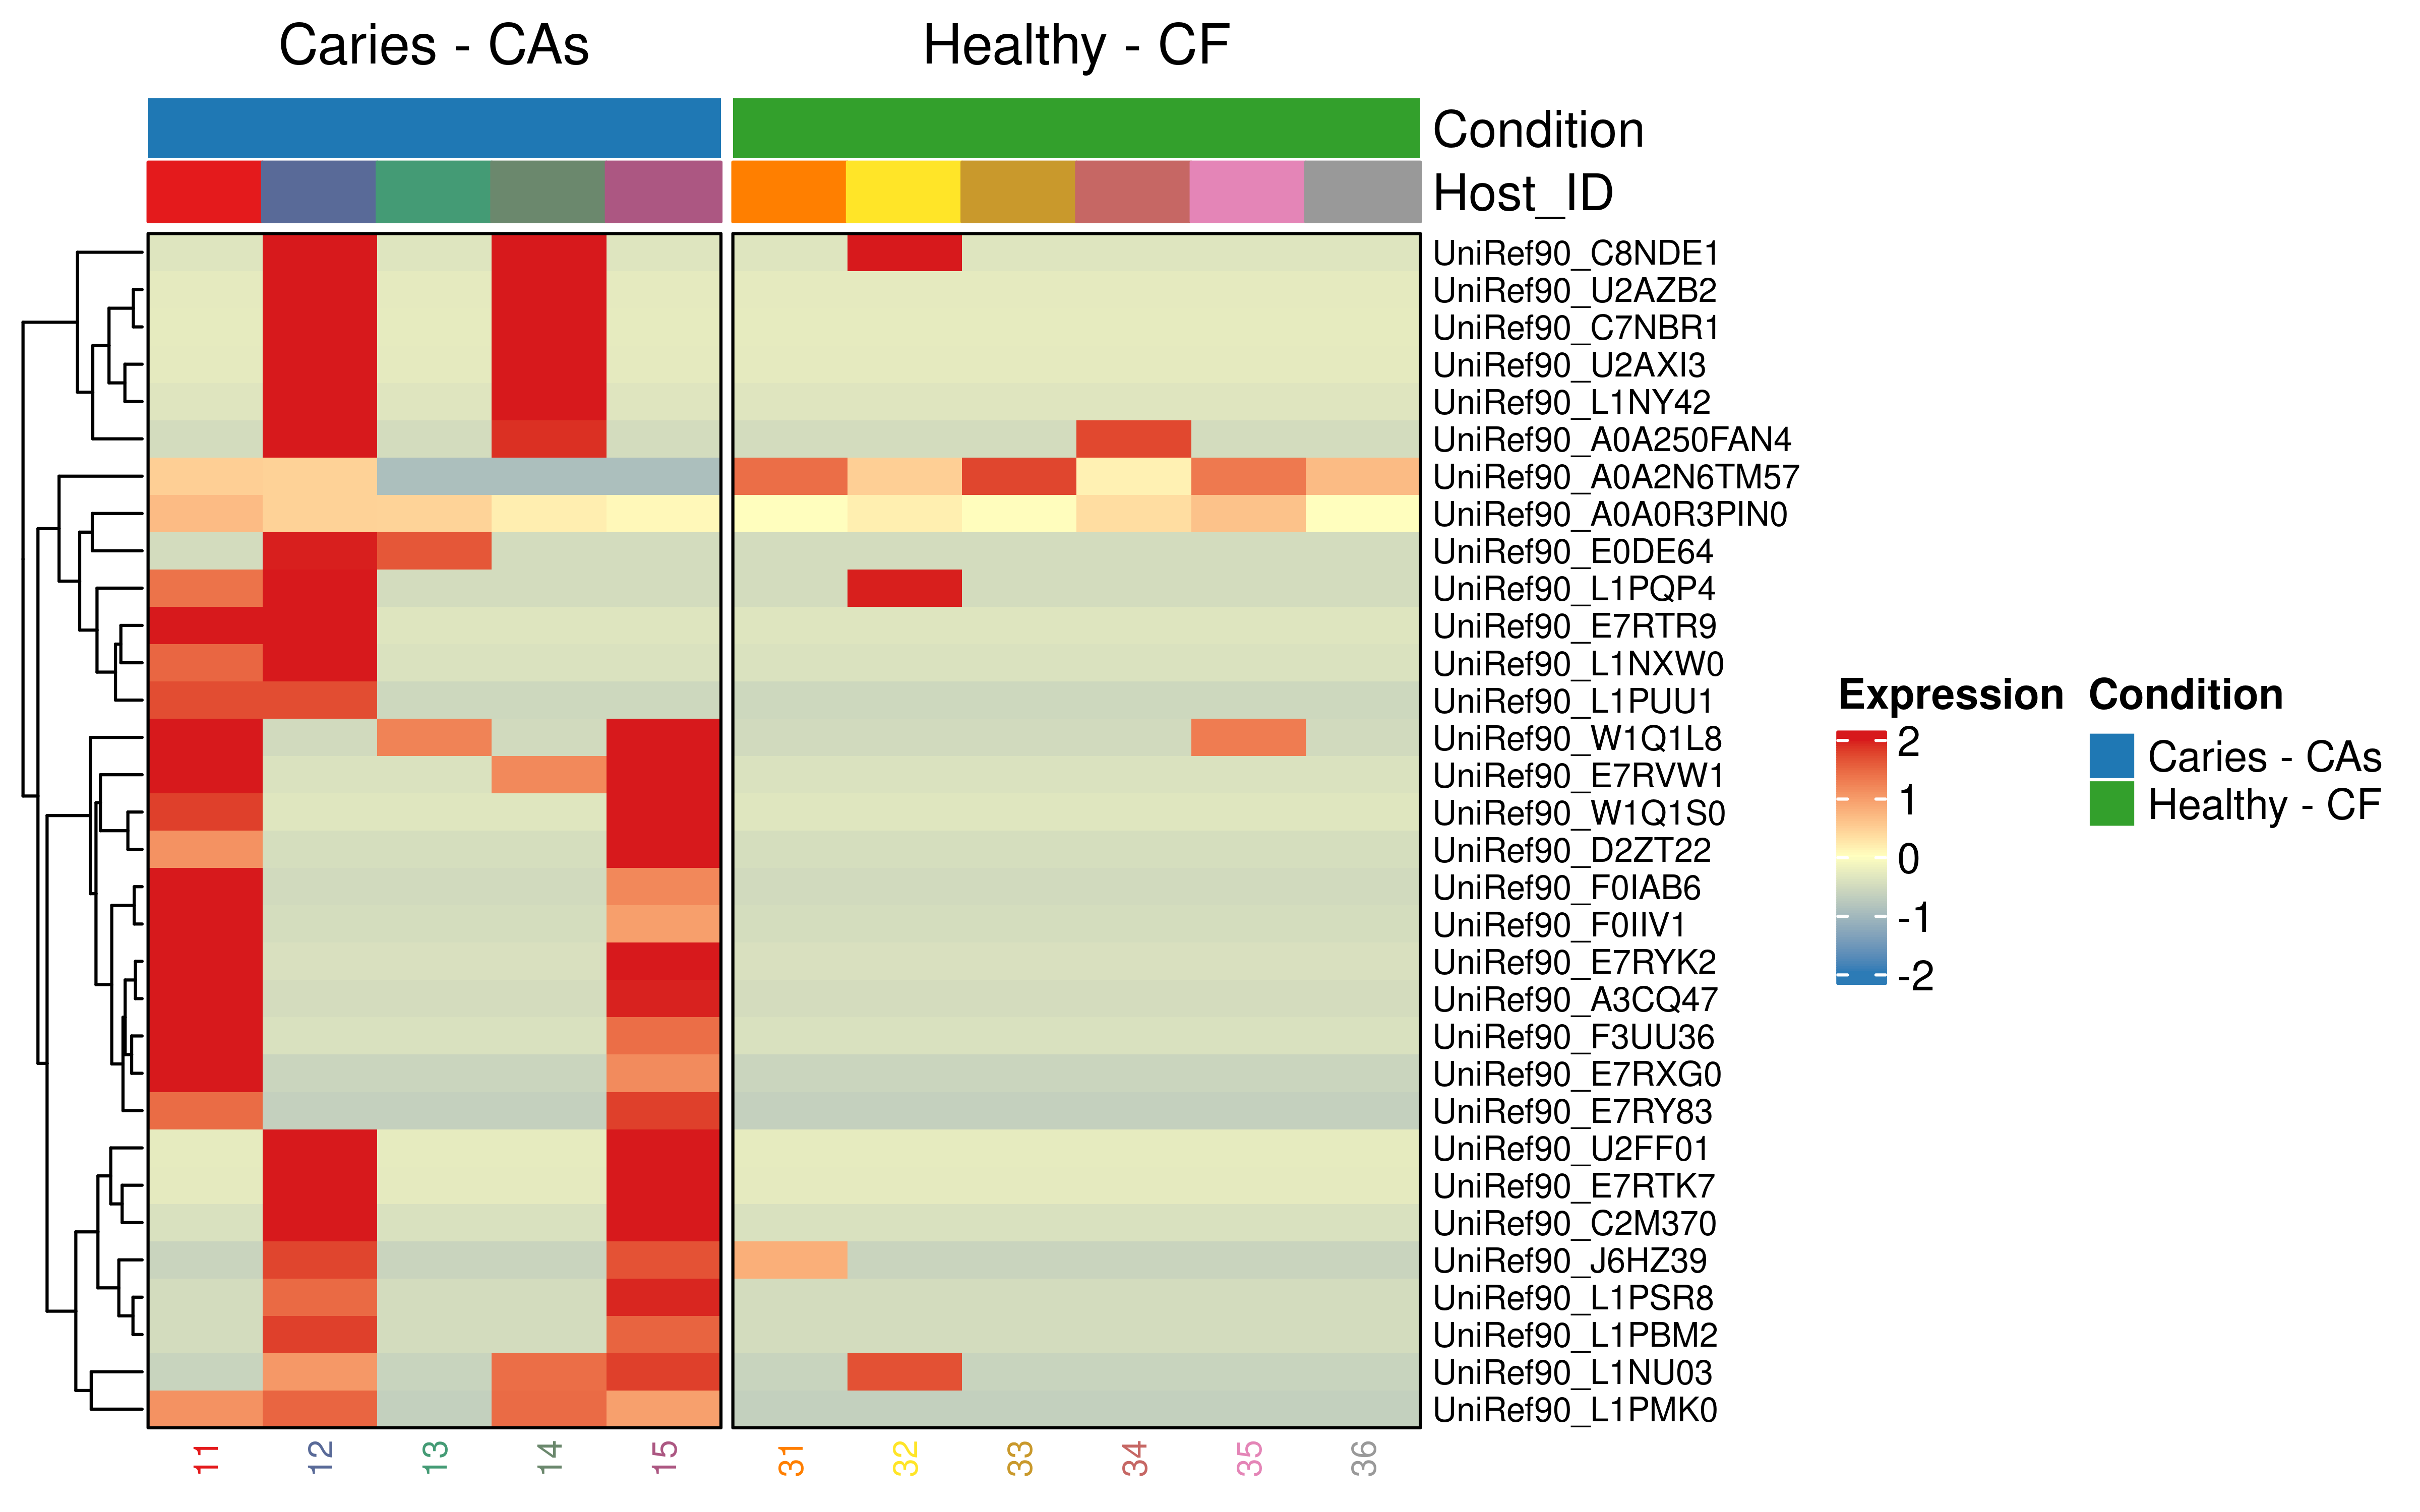 Caries - CAs
Healthy - CF
Condition
Host_ID
UniRef90_C8NDE1
UniRef90_U2AZB2
UniRef90_C7NBR1
UniRef90_U2AXI3
UniRef90_L1NY42
UniRef90_A0A250FAN4
UniRef90_A0A2N6TM57
UniRef90_A0A0R3PIN0
UniRef90_E0DE64
UniRef90_L1PQP4
UniRef90_E7RTR9
UniRef90_L1NXW0
UniRef90_L1PUU1
UniRef90_W1Q1L8
UniRef90_E7RVW1
UniRef90_W1Q1S0
UniRef90_D2ZT22
UniRef90_F0IAB6
UniRef90_F0IIV1
UniRef90_E7RYK2
UniRef90_A3CQ47
UniRef90_F3UU36
UniRef90_E7RXG0
UniRef90_E7RY83
UniRef90_U2FF01
UniRef90_E7RTK7
UniRef90_C2M370
UniRef90_J6HZ39
UniRef90_L1PSR8
UniRef90_L1PBM2
UniRef90_L1NU03
UniRef90_L1PMK0
11
12
13
14
15
31
32
33
34
35
36
Expression
2
1
0
-1
-2
Condition
Caries - CAs
Healthy - CF